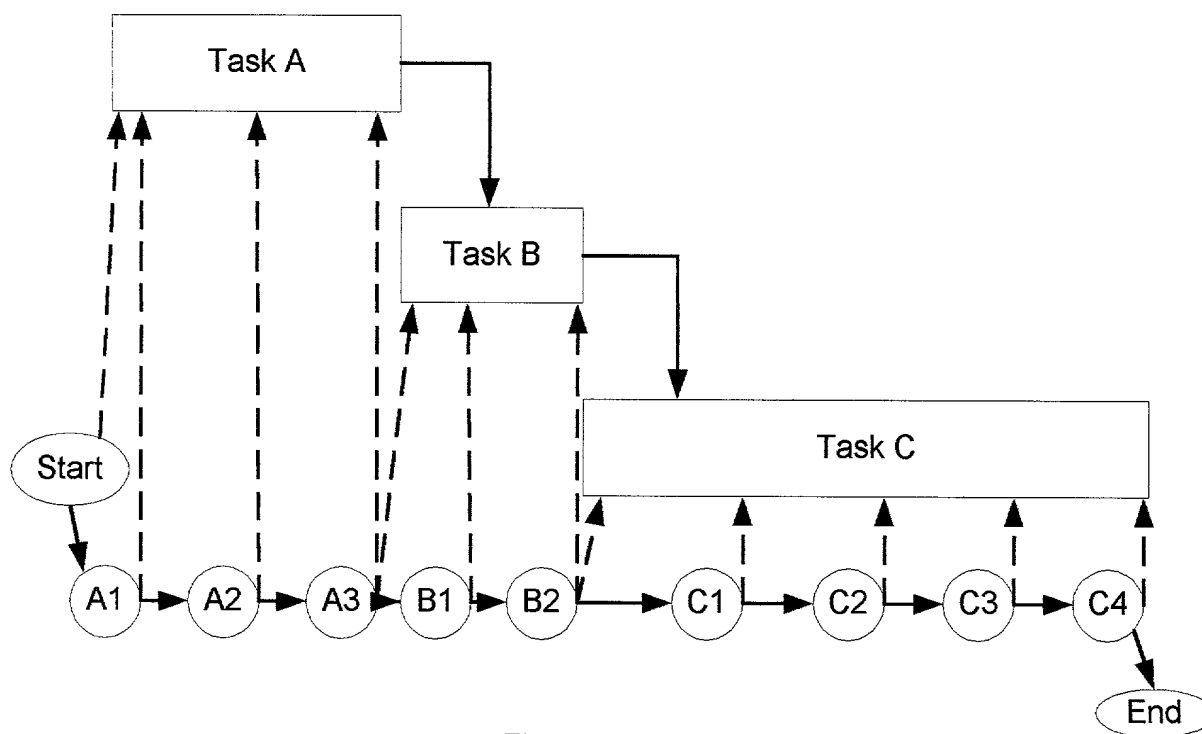 Task A
Task B
Task C
Start
A1
A2
A3
B1
B2
C1
C2
C3
C4
End